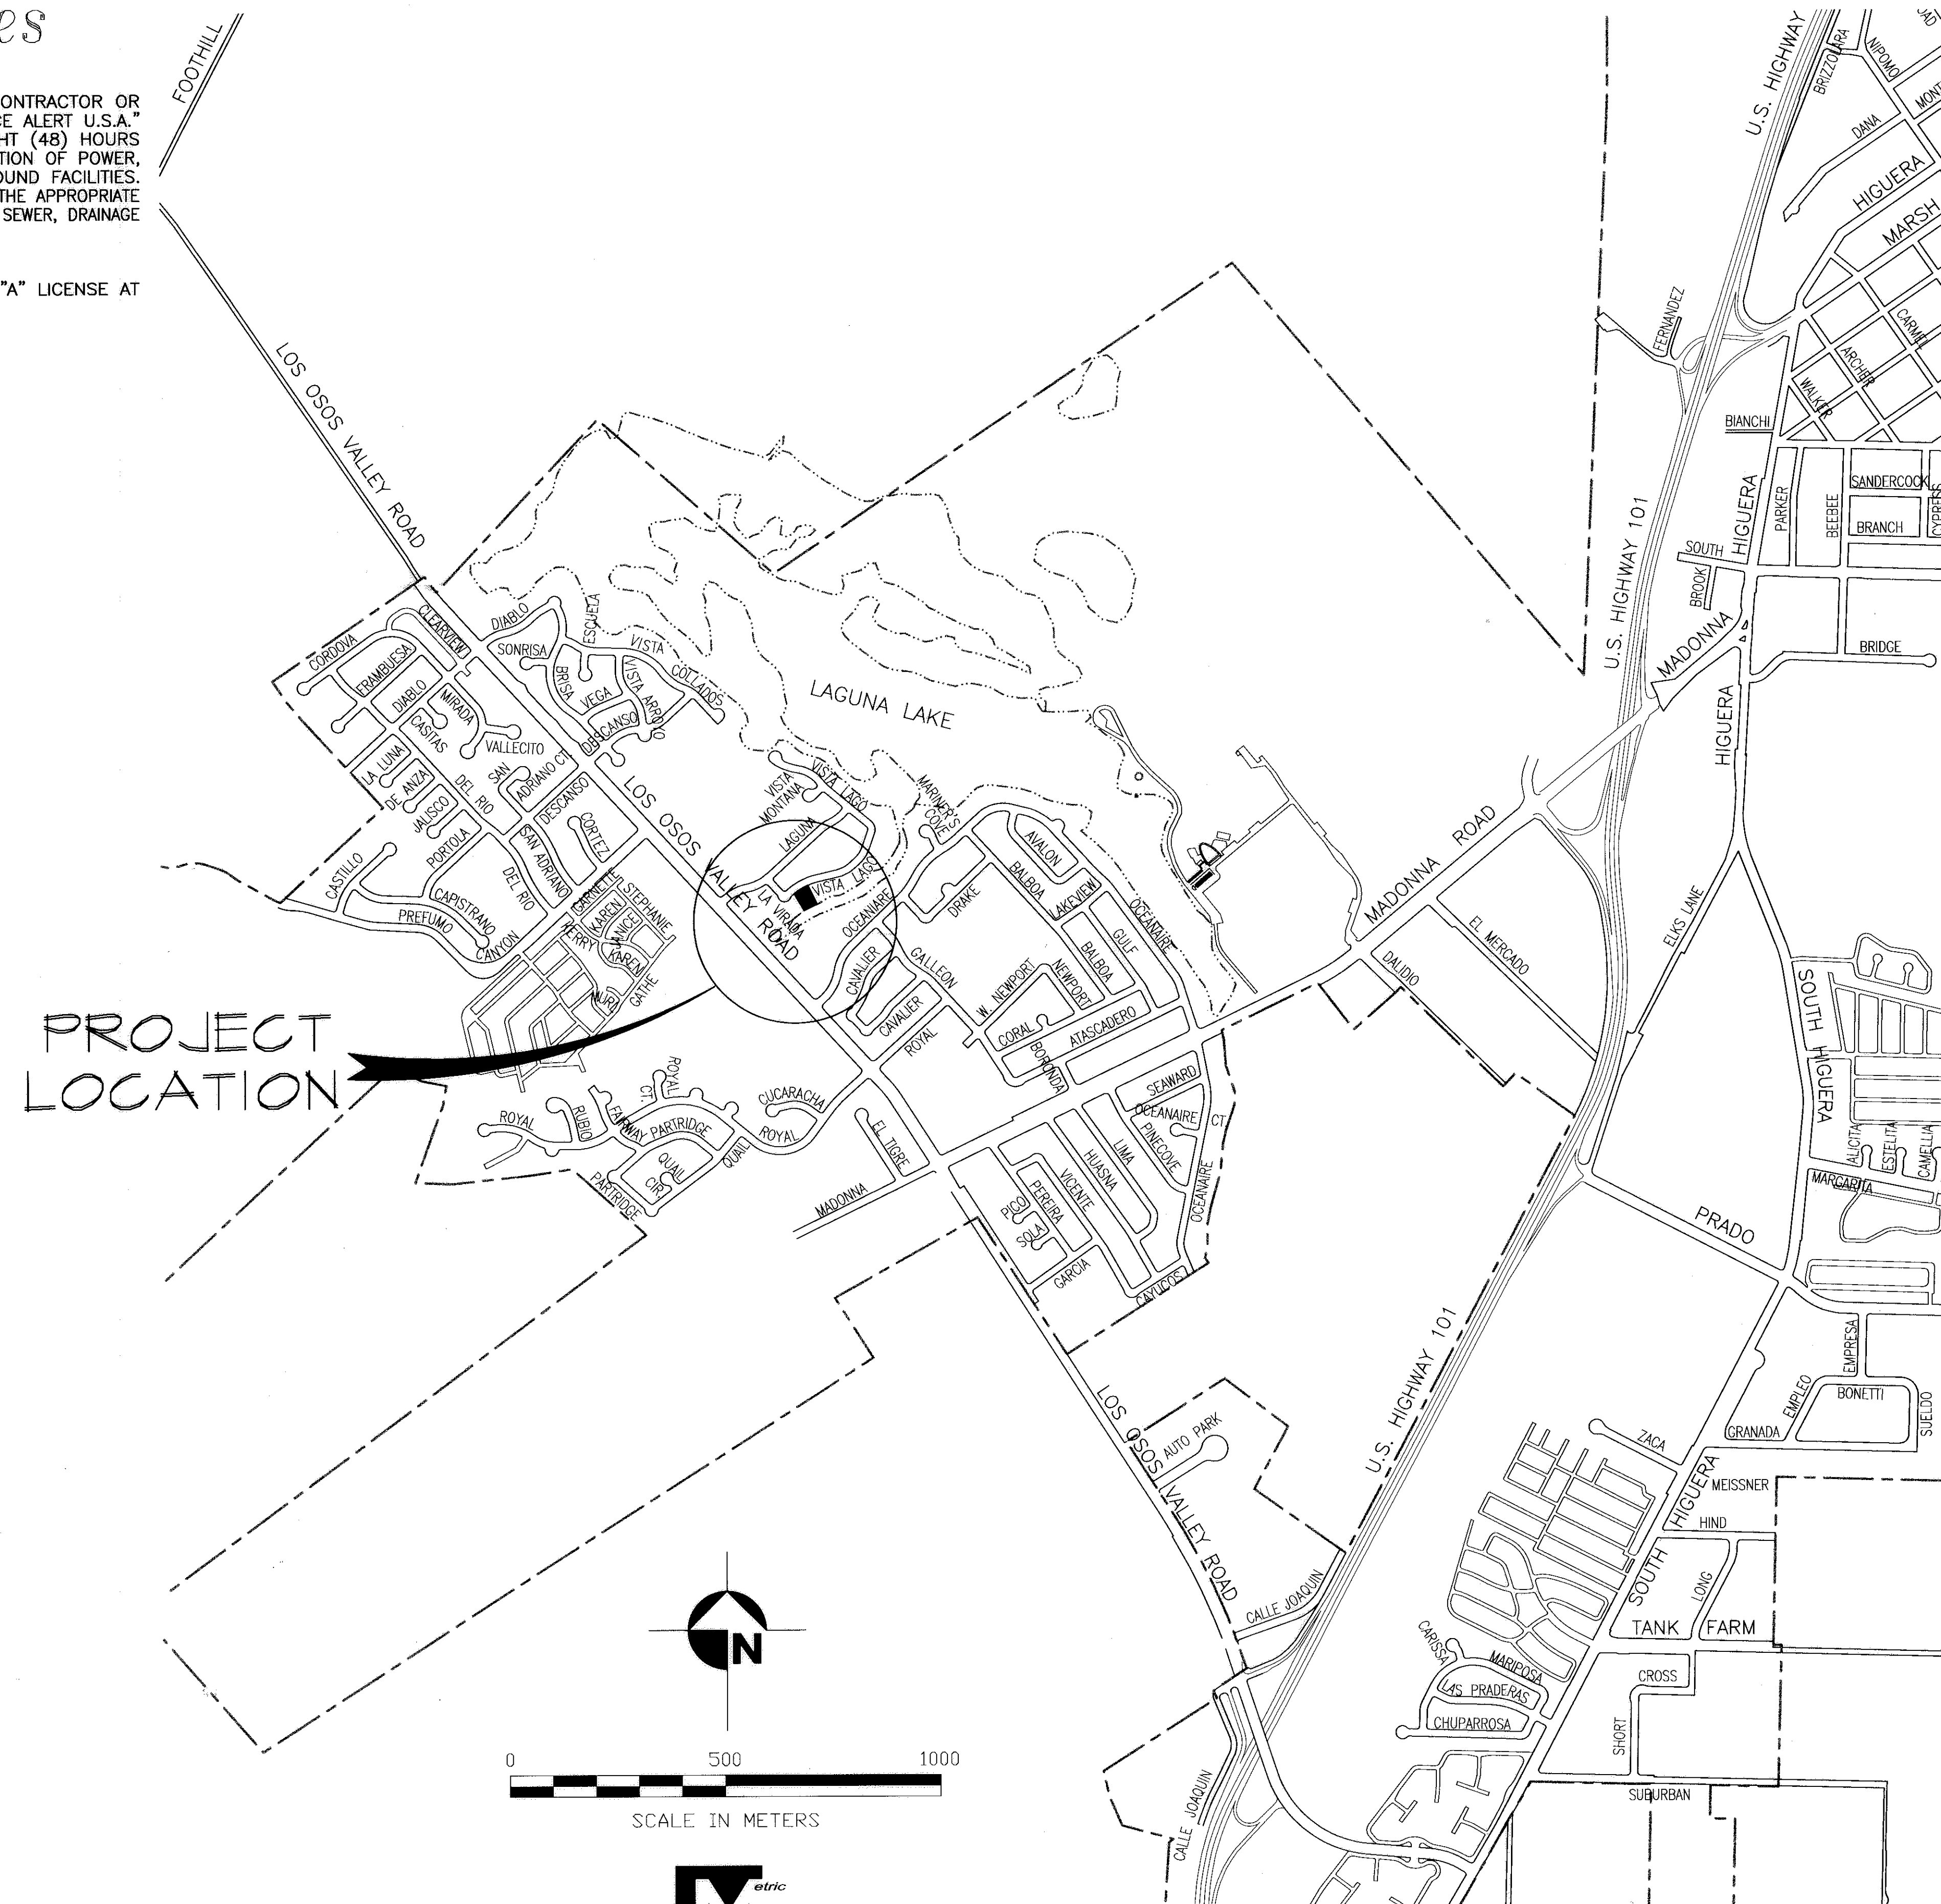 es
ONTRACTOR OR
CE ALERT U.S.A."
HT (48) HOURS
TION OF POWER,
OUND FACILITIES.
THE APPROPRIATE
SEWER, DRAINAGE
"A" LICENSE AT
FOOTHILL
LOS OSOS VALLEY ROAD
U.S. HIGHWAY
BRIZZOLARA
NIPOMO
DANA
HIGUERA
MARSH
FERNANDEZ
CARMEL
ARCHER
WALKER
BIANCHI
HIGUERA
PARKER
BEEBEE
SANDERCOCK
BRANCH
CYPRESS
SOUTH
BROOK
U.S. HIGHWAY 101
MADONNA
BRIDGE
HIGUERA
LAGUNA LAKE
CLEARVIEW
CORDOVA
FRAMBUESA
DIABLO
ESCUELA
SONRISA
VISTA
COLLADOS
BRISA
VEGA
VISTA ARROYO
DESCANSO
DIABLO
MIRADA
CASITAS
VALLECITO
LA LUNA
DE ANZA
JALISCO
DEL RIO
SAN
ADRIANO CT.
DESCANSO
CORTEZ
PORTOLA
SAN ADRIANO
DEL RIO
CASTILLO
CAPISTRANO
PREFUMO
CANYON
GARNETTE
STEPHANIE
KAREN
JANICE
KERRY
KAREN
MURI
GATHE
LOS OSOS
VALLEY ROAD
VISTA
MONTANA
VISTA LAGO
LAGUNA
LA VIRADA
VISTA LAGO
MARINER'S
COVE
OCEANIARE
DRAKE
AVALON
BALBOA
LAKEVIEW
OCEANAIRE
GULF
BALBOA
NEWPORT
W. NEWPORT
CAVALIER
GALLEON
CAVALIER
ROYAL
CORAL
ATASCADERO
BORONDA
MADONNA ROAD
EL MERCADO
DALIDIO
ELKS LANE
SOUTH HIGUERA
PROJECT
LOCATION
ROYAL
CT.
CUCARACHA
ROYAL
RUBIO
FAIRWAY
PARTRIDGE
ROYAL
QUAIL
QUAIL
CIR.
PARTRIDGE
EL TIGRE
MADONNA
SEAWARD
OCEANAIRE CT
PINECOVE
LIMA
HUASNA
VICENTE
PEREIRA
PICO
SOLA
GARCIA
CAYUCOS
OCEANAIRE
ALICITA
ESTELITA
CAMELLIA
MARGARITA
PRADO
U.S. HIGHWAY 101
EMPRESA
EMPLEO
BONETTI
SUELDO
GRANADA
ZACA
MEISSNER
HIND
LONG
SOUTH
HIGUERA
TANK FARM
LOS OSOS
VALLEY ROAD
AUTO PARK
CALLE JOAQUIN
CARISSA
MARIPOSA
LAS PRADERAS
CHUPARROSA
CROSS
SHORT
SUBURBAN
CALLE JOAQUIN
N
0 500 1000
SCALE IN METERS
etric